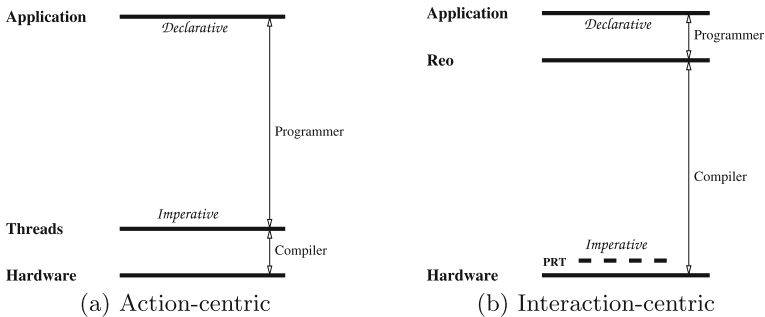 Application
Declarative
Programmer
Threads
Imperative
Compiler
Hardware
(a) Action-centric
Application
Declarative
Programmer
Reo
Compiler
Imperative
PRT
Hardware
(b) Interaction-centric